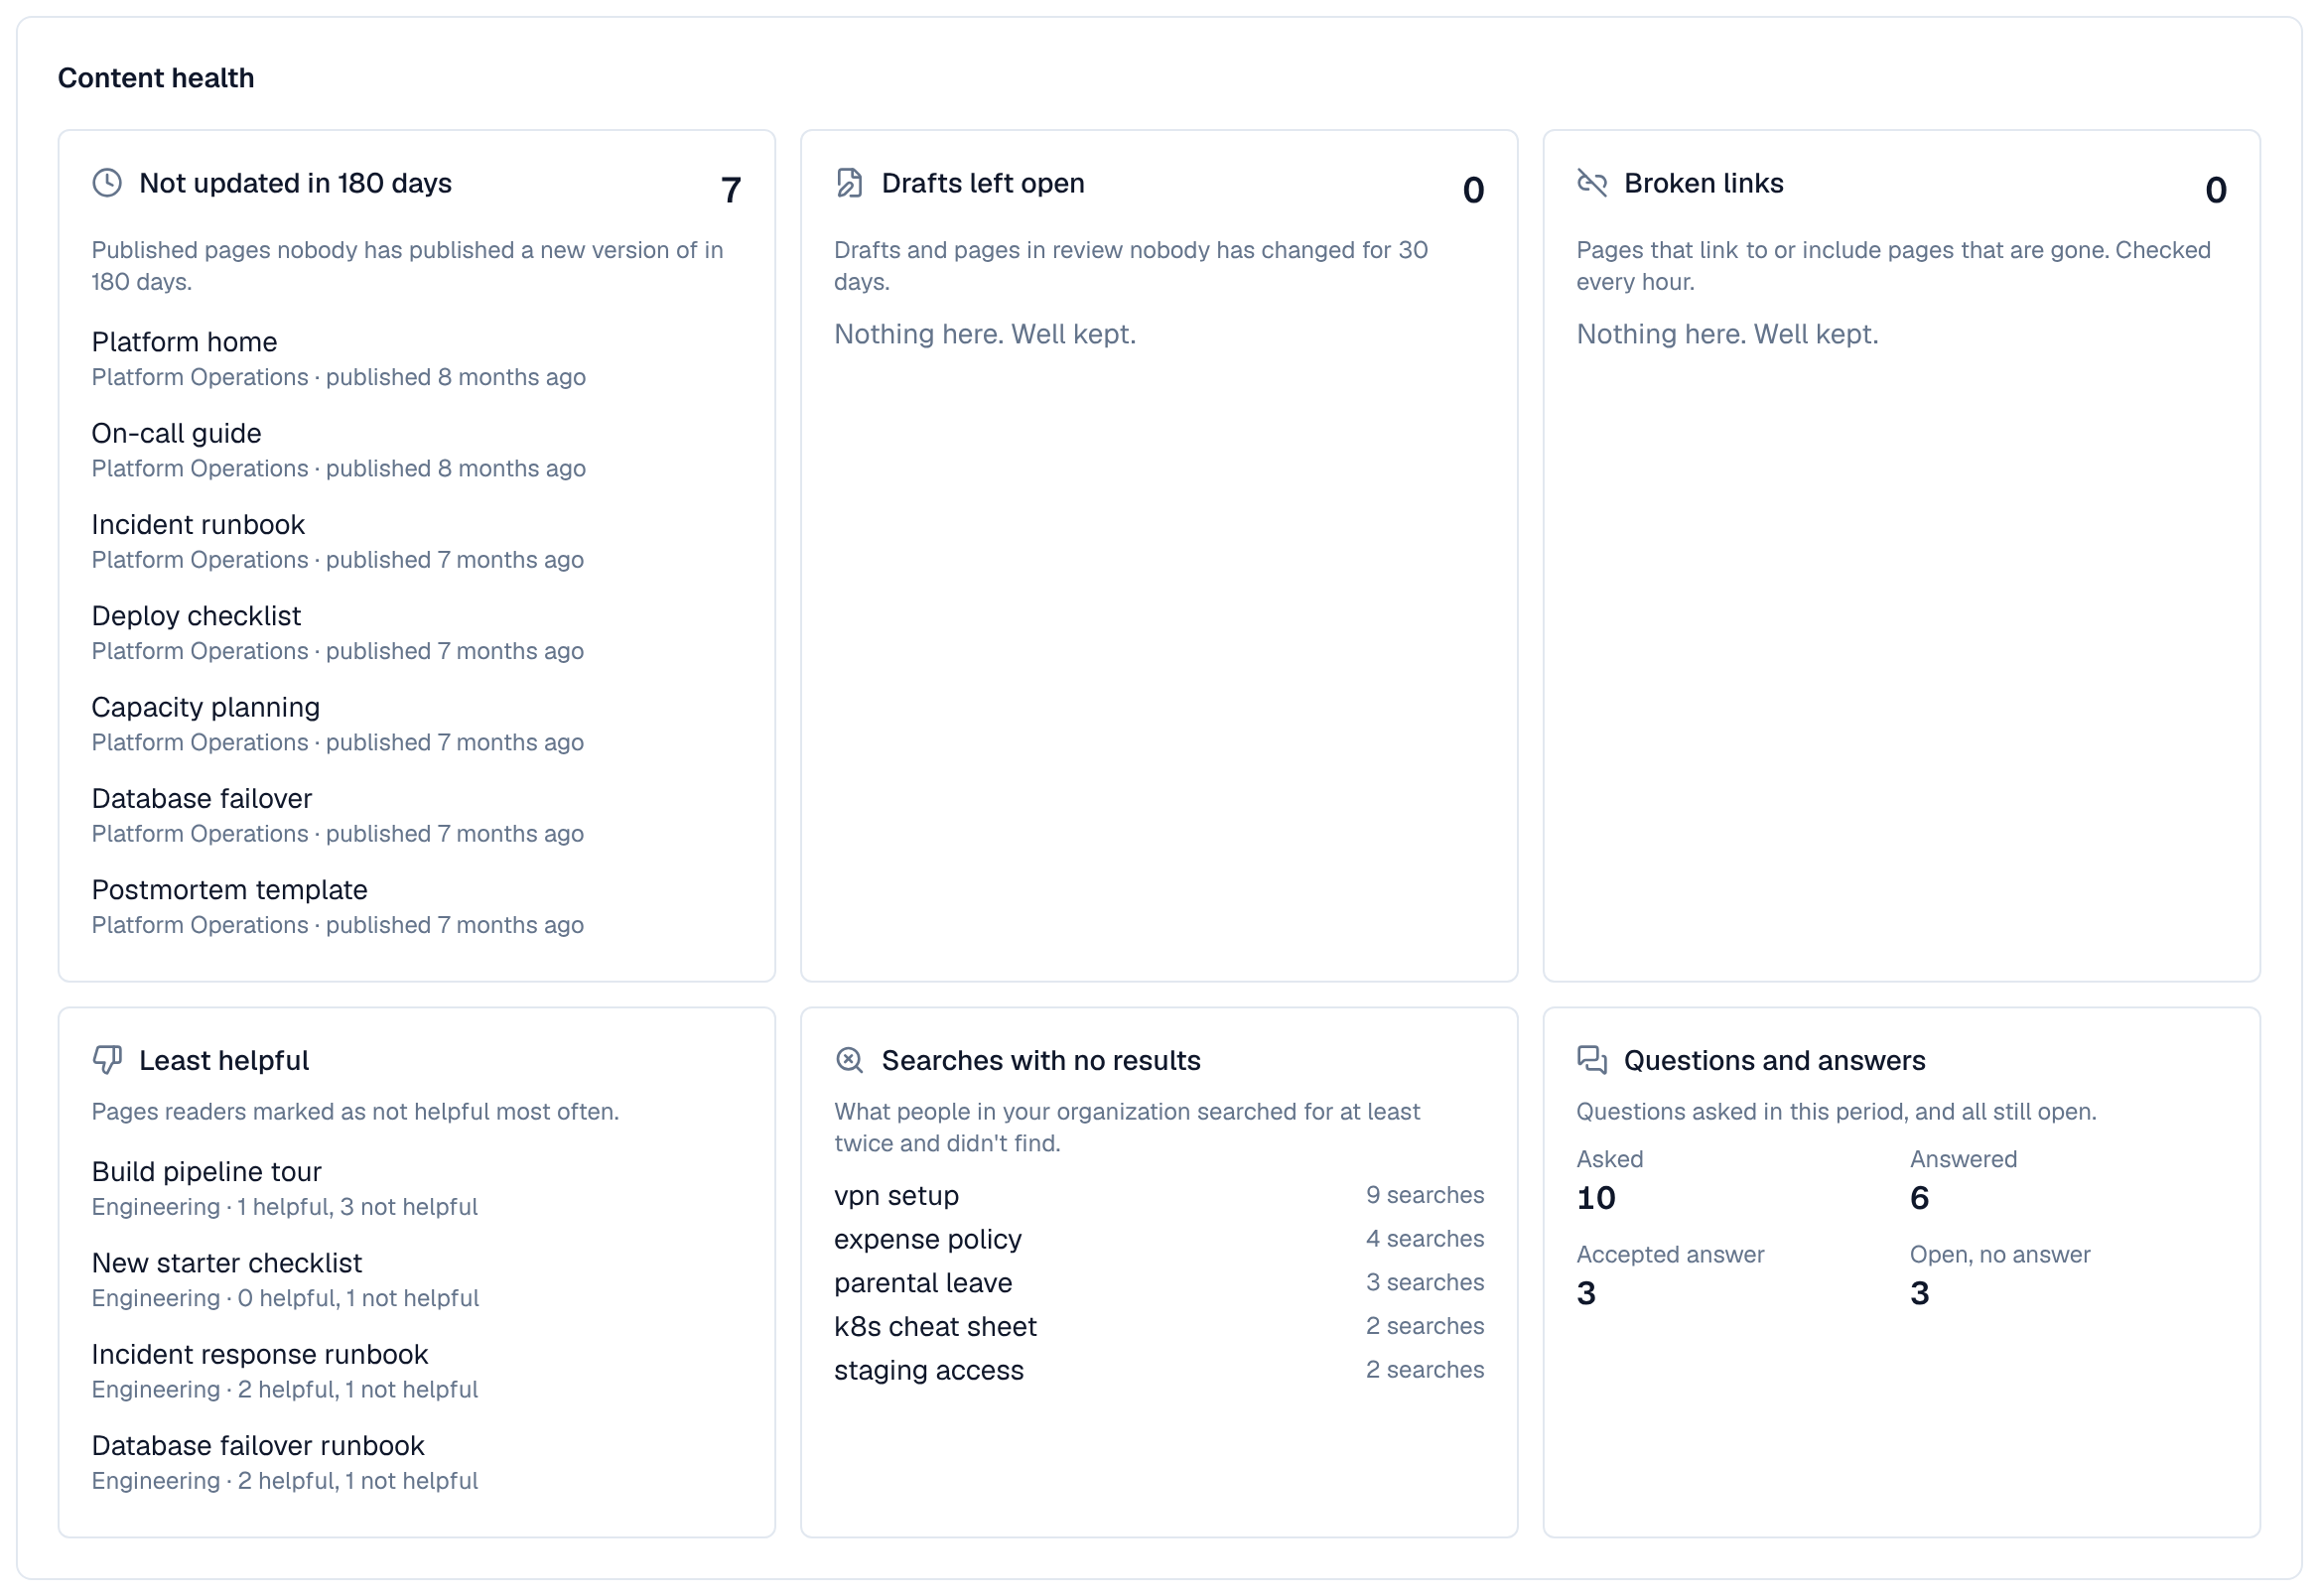 Content health
Not updated in 180 days
7
Published pages nobody has published a new version of in
180 days.
Platform home
Platform Operations · published 8 months ago
On-call guide
Platform Operations · published 8 months ago
Incident runbook
Platform Operations · published 7 months ago
Deploy checklist
Platform Operations · published 7 months ago
Capacity planning
Platform Operations · published 7 months ago
Database failover
Platform Operations · published 7 months ago
Postmortem template
Platform Operations · published 7 months ago
Drafts left open
0
Drafts and pages in review nobody has changed for 30
days.
Nothing here. Well kept.
Broken links
0
Pages that link to or include pages that are gone. Checked
every hour.
Nothing here. Well kept.
Least helpful
Pages readers marked as not helpful most often.
Build pipeline tour
Engineering · 1 helpful, 3 not helpful
New starter checklist
Engineering · 0 helpful, 1 not helpful
Incident response runbook
Engineering · 2 helpful, 1 not helpful
Database failover runbook
Engineering · 2 helpful, 1 not helpful
Searches with no results
What people in your organization searched for at least
twice and didn't find.
vpn setup 9 searches
expense policy 4 searches
parental leave 3 searches
k8s cheat sheet 2 searches
staging access 2 searches
Questions and answers
Questions asked in this period, and all still open.
Asked
10
Answered
6
Accepted answer
3
Open, no answer
3